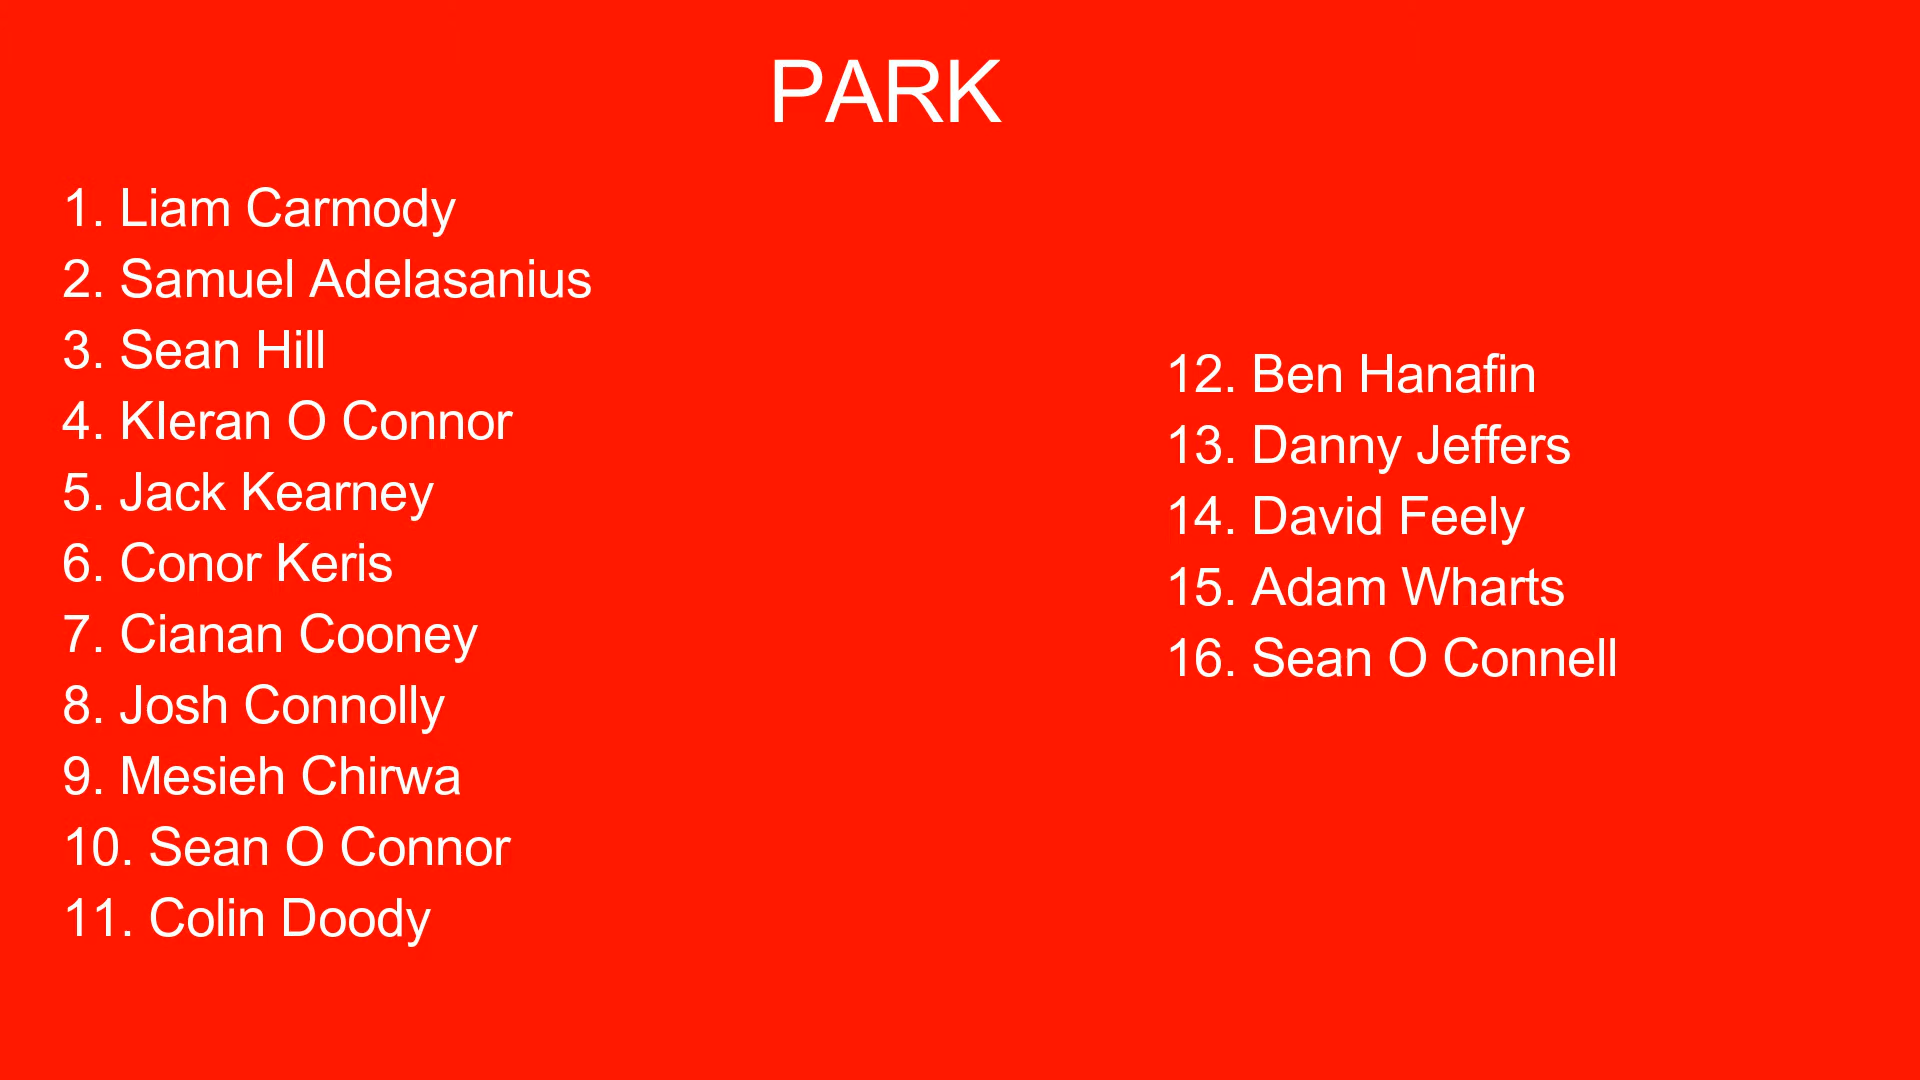 PARK
1. Liam Carmody
2. Samuel Adelasanius
3. Sean Hill
4. KIeran O Connor
5. Jack Kearney
6. Conor Keris
7. Cianan Cooney
8. Josh Connolly
9. Mesieh Chirwa
10. Sean O Connor
11. Colin Doody
12. Ben Hanafin
13. Danny Jeffers
14. David Feely
15. Adam Wharts
16. Sean O Connell